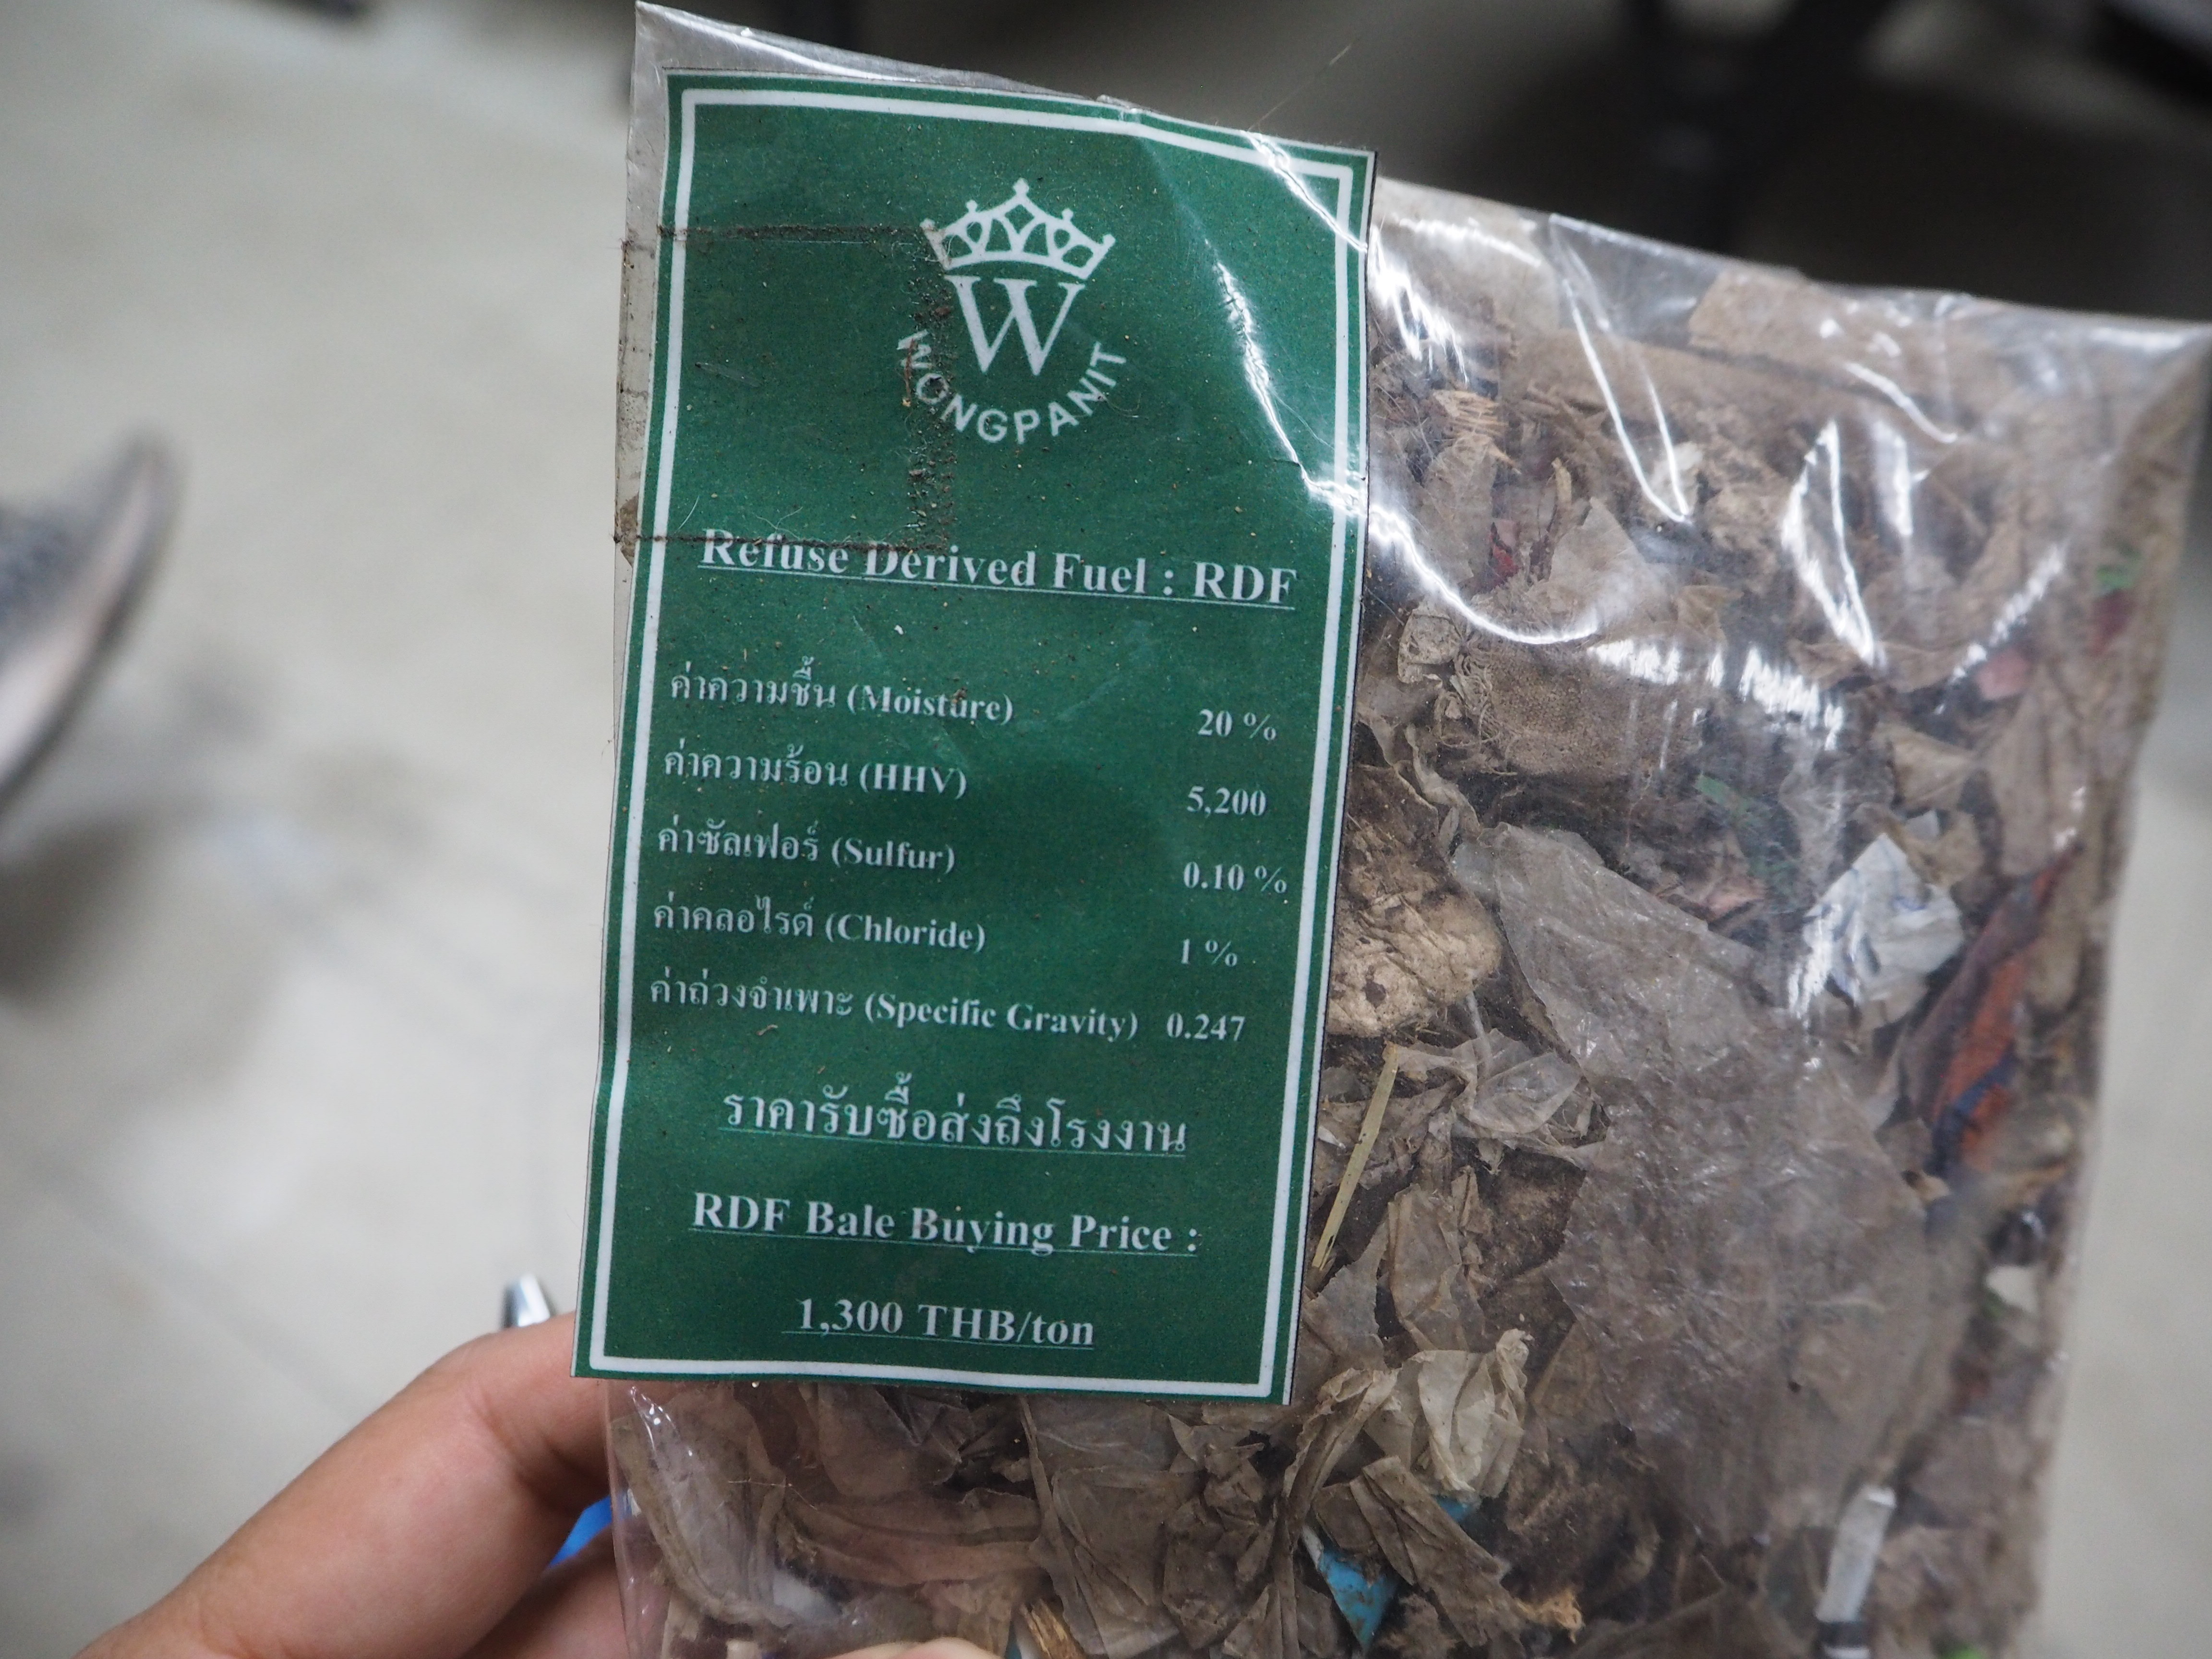 W
WONGPANIT
Refuse Derived Fuel : RDF
ค่าความชื้น (Moisture) 20 %
ค่าความร้อน (HHV) 5,200
ค่าซัลเฟอร์ (Sulfur) 0.10 %
ค่าคลอไรด์ (Chloride) 1 %
ค่าถ่วงจำเพาะ (Specific Gravity) 0.247
ราคารับซื้อส่งถึงโรงงาน
RDF Bale Buying Price :
1,300 THB/ton